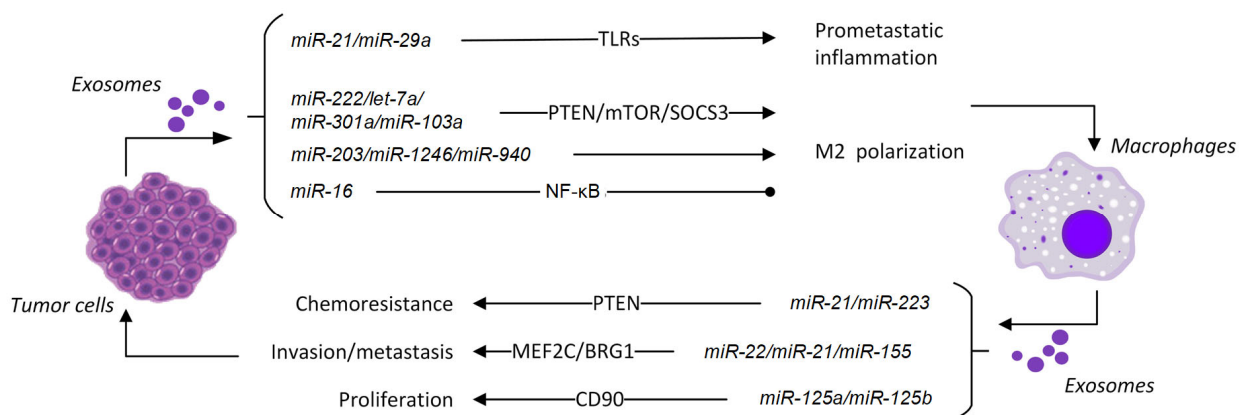 Exosomes
miR-21/miR-29a
TLRs
Prometastatic
inflammation
miR-222/let-7a/
miR-301a/miR-103a
PTEN/mTOR/SOCS3
miR-203/miR-1246/miR-940
M2 polarization
miR-16
NF-κB
Macrophages
Tumor cells
Chemoresistance
PTEN
miR-21/miR-223
Invasion/metastasis
MEF2C/BRG1
miR-22/miR-21/miR-155
Proliferation
CD90
miR-125a/miR-125b
Exosomes